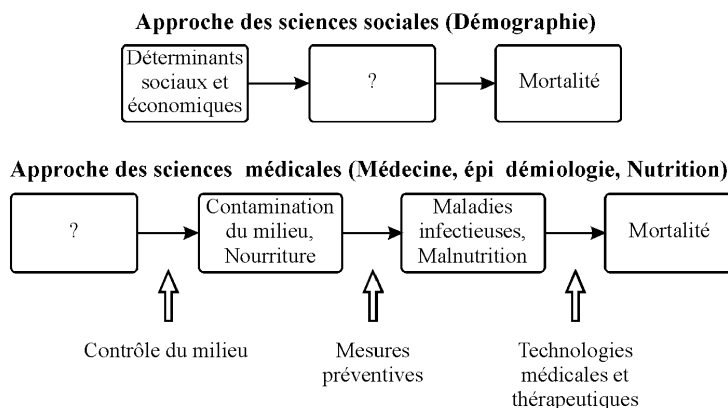 Approche des sciences sociales (Démographie)
Déterminants
sociaux et
économiques
?
Mortalité
Approche des sciences médicales (Médecine, épi démiologie, Nutrition)
?
Contamination
du milieu,
Nourriture
Maladies
infectieuses,
Malnutrition
Mortalité
Contrôle du milieu
Mesures
préventives
Technologies
médicales et
thérapeutiques